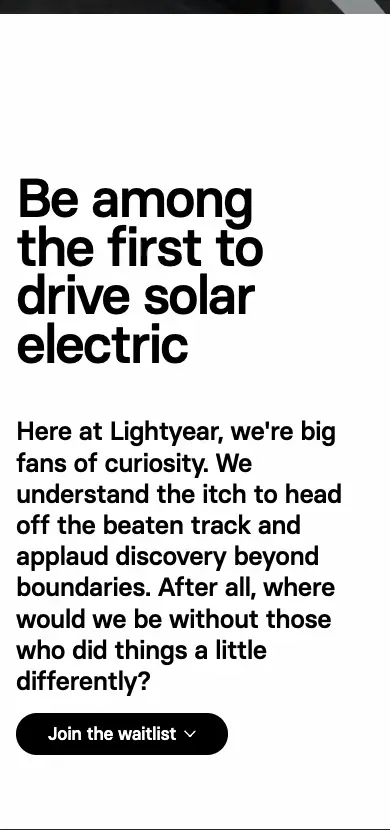 Be among
the first to
drive solar
electric
Here at Lightyear, we're big
fans of curiosity. We
understand the itch to head
off the beaten track and
applaud discovery beyond
boundaries. After all, where
would we be without those
who did things a little
differently?
Join the waitlist